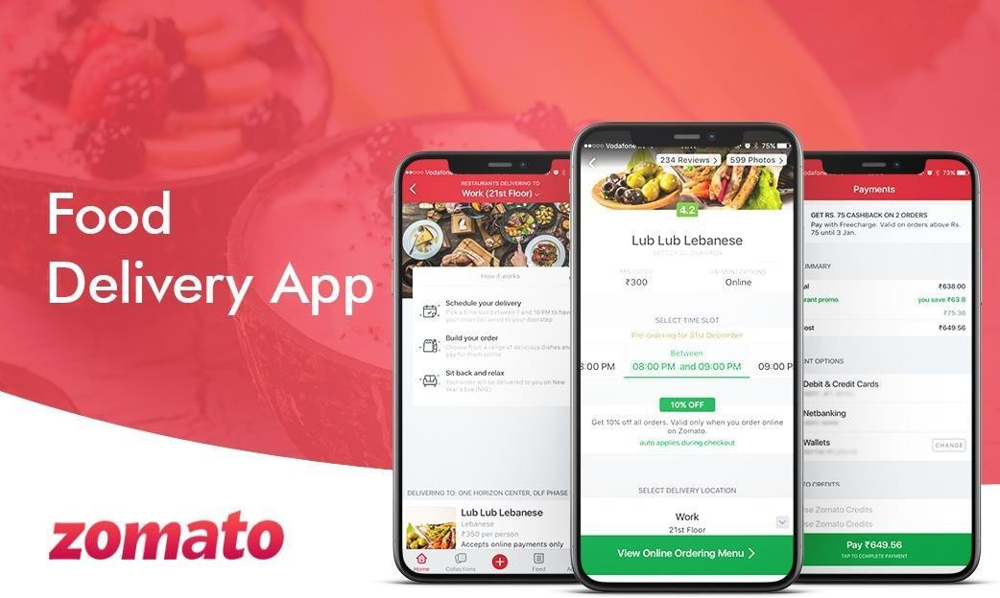 Food
Delivery App
zomato
Vodafone
RESTAURANTS DELIVERING TO
Work (21st Floor)
How it works
Schedule your delivery
Pick a time slot between 7 and 10 PM to have
your order delivered to your doorstep
Build your order
Choose from a range of delicious dishes and
pay for them online
Sit back and relax
Your order will be delivered to you on New
Year's Eve (NYE)
DELIVERING TO: ONE HORIZON CENTER, DLF PHASE
Lub Lub Lebanese
Lebanese
₹350 per person
Accepts online payments only
Home
Collections
Feed
Vodafone
75%
234 Reviews >
599 Photos >
4.2
Lub Lub Lebanese
MIN ORDER
₹300
PAYMENT OPTIONS
Online
SELECT TIME SLOT
Pre-ordering for 31st December
Between
:00 PM 08:00 PM and 09:00 PM 09:00 P
10% OFF
Get 10% off all orders. Valid only when you order online
on Zomato.
auto applies during checkout
SELECT DELIVERY LOCATION
Work
21st Floor
View Online Ordering Menu >
73%
Payments
GET RS. 75 CASHBACK ON 2 ORDERS
Pay with Freecharge. Valid on orders above Rs.
75 until 3 Jan.
UMMARY
al ₹638.00
rant promo you save ₹63.8
₹75.36
ost ₹649.56
NT OPTIONS
Debit & Credit Cards
Netbanking
Wallets
CHANGE
TO CREDITS
se Zomato Credits
se Zomato Credits
Pay ₹649.56
TAP TO COMPLETE PAYMENT